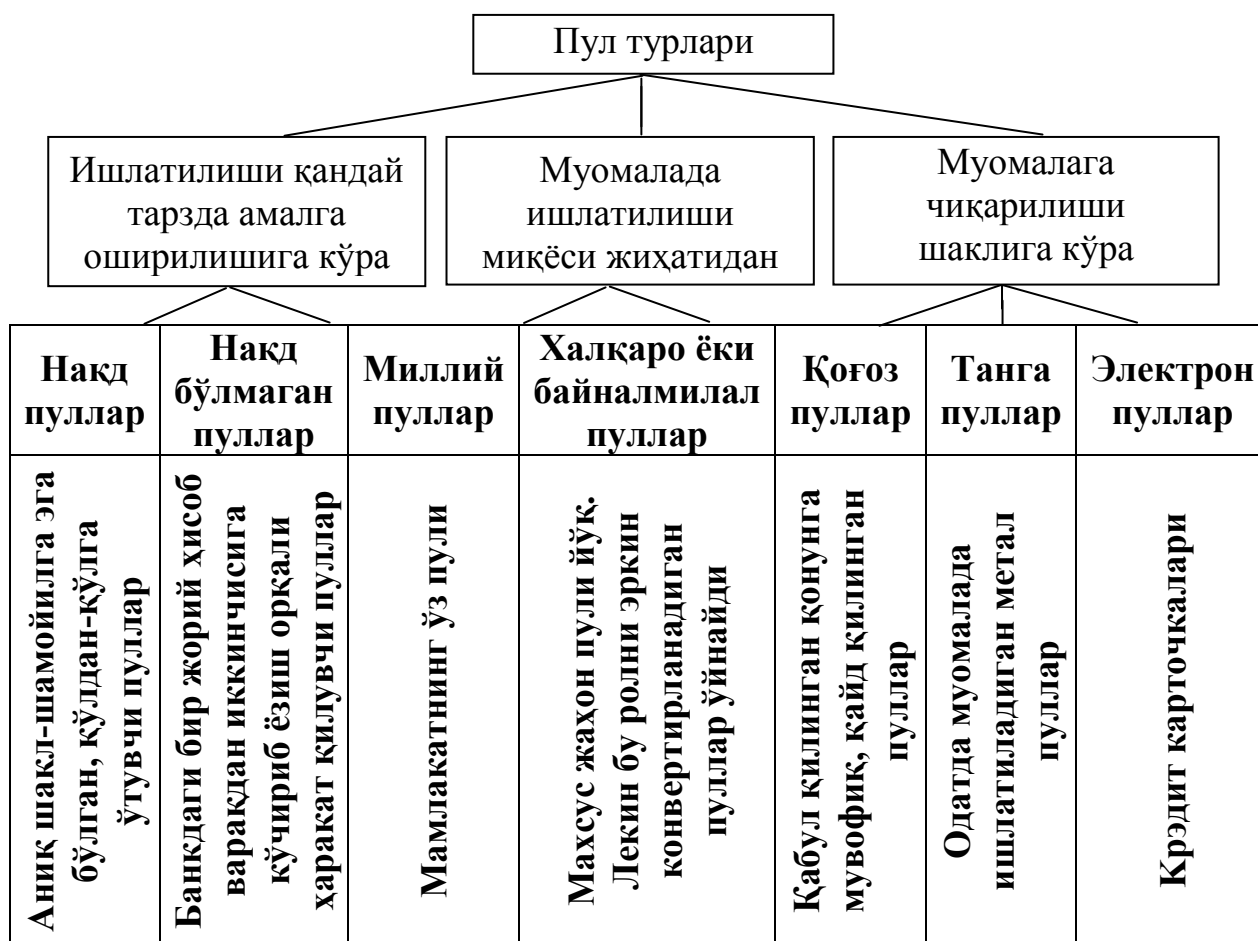 Пул турлари
Ишлатилиши қандай
тарзда амалга
оширилишига кўра
Муомалада
ишлатилиши
миқёси жиҳатидан
Муомалага
чиқарилиши
шаклига кўра
Нақд
пуллар
Нақд
бўлмаган
пуллар
Миллий
пуллар
Халқаро ёки
байналмилал
пуллар
Қоғоз
пуллар
Танга
пуллар
Электрон
пуллар
Аниқ шакл-шамойилга эга
бўлган, қўлдан-қўлга
ўтувчи пуллар
Банкдаги бир жорий ҳисоб
варақдан иккинчисига
кўчириб ёзиш орқали
ҳаракат қилувчи пуллар
Мамлакатнинг ўз пули
Махсус жаҳон пули йўқ.
Лекин бу ролни эркин
конвертирланадиган
пуллар ўйнайди
Қабул қилинган қонунга
мувофиқ, қайд қилинган
пуллар
Одатда муомалада
ишлатиладиган метал
пуллар
Крэдит карточкалари